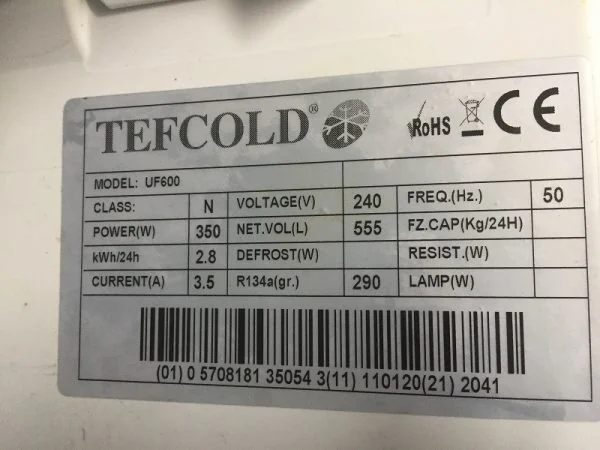 TEFCOLD® RoHS CE
MODEL: UF600
CLASS: N VOLTAGE(V) 240 FREQ.(Hz.) 50
POWER(W) 350 NET.VOL(L) 555 FZ.CAP(Kg/24H)
kWh/24h 2.8 DEFROST(W) RESIST.(W)
CURRENT(A) 3.5 R134a(gr.) 290 LAMP(W)
(01) 0 5708181 35054 3(11) 110120(21) 2041